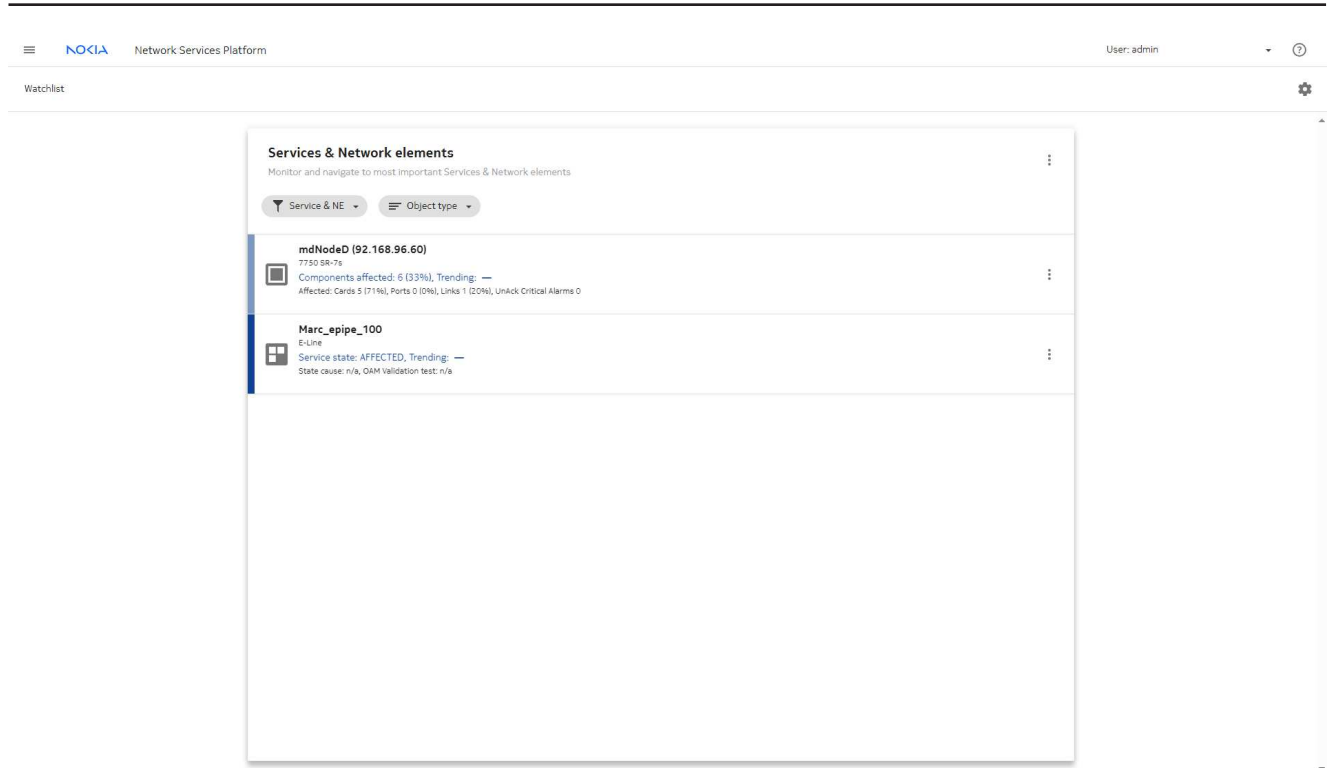 NOKIA Network Services Platform User: admin
Watchlist
Services & Network elements
Monitor and navigate to most important Services & Network elements
Service & NE Object type
mdNodeD (92.168.96.60)
7750 SR-7s
Components affected: 6 (33%), Trending: —
Affected: Cards 5 (71%), Ports 0 (0%), Links 1 (20%), UnAck Critical Alarms 0
Marc_epipe_100
E-Line
Service state: AFFECTED, Trending: —
State cause: n/a, OAM Validation test: n/a